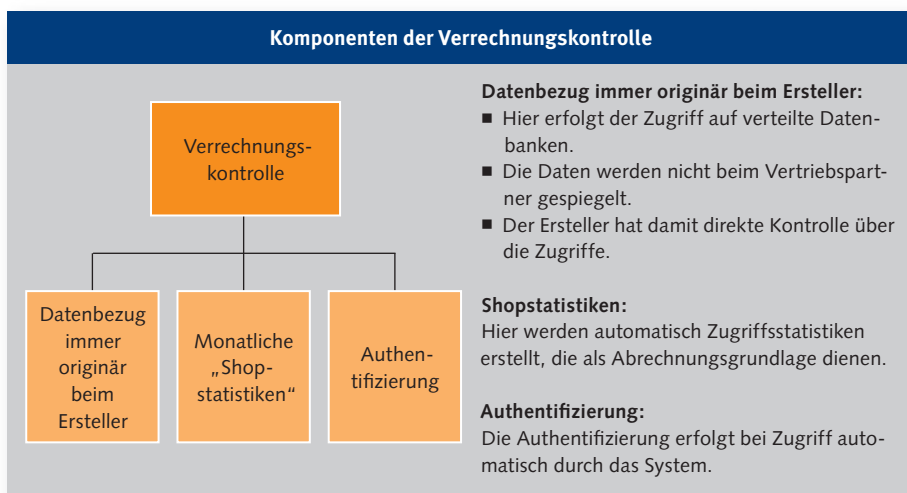 Komponenten der Verrechnungskontrolle
Verrechnungs-
kontrolle
Datenbezug
immer
originär
beim
Ersteller
Monatliche
„Shop-
statistiken“
Authen-
tifizierung
Datenbezug immer originär beim Ersteller:
■ Hier erfolgt der Zugriff auf verteilte Daten-
banken.
■ Die Daten werden nicht beim Vertriebspart-
ner gespiegelt.
■ Der Ersteller hat damit direkte Kontrolle über
die Zugriffe.
Shopstatistiken:
Hier werden automatisch Zugriffsstatistiken
erstellt, die als Abrechnungsgrundlage dienen.
Authentifizierung:
Die Authentifizierung erfolgt bei Zugriff auto-
matisch durch das System.